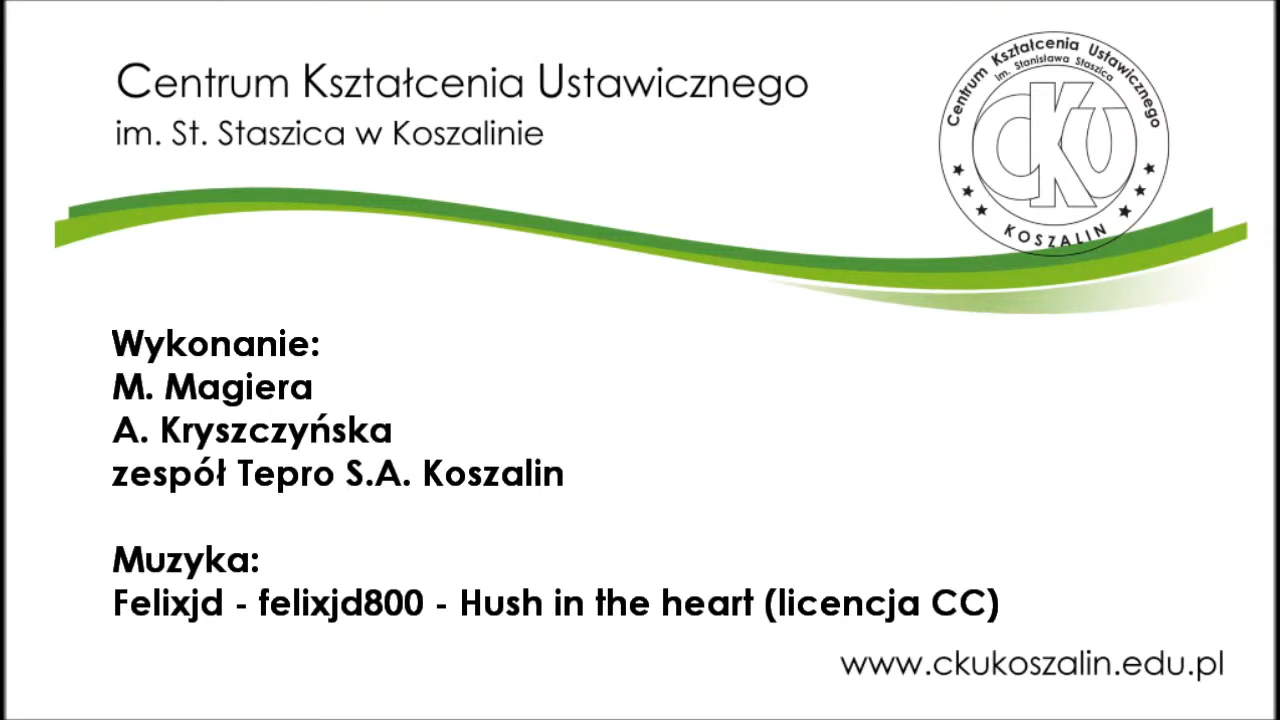 Centrum Kształcenia Ustawicznego
im. St. Staszica w Koszalinie
Centrum Kształcenia Ustawicznego
im. Stanisława Staszica
CKU
KOSZALIN
Wykonanie:
M. Magiera
A. Kryszczyńska
zespół Tepro S.A. Koszalin
Muzyka:
Felixjd - felixjd800 - Hush in the heart (licencja CC)
www.ckukoszalin.edu.pl